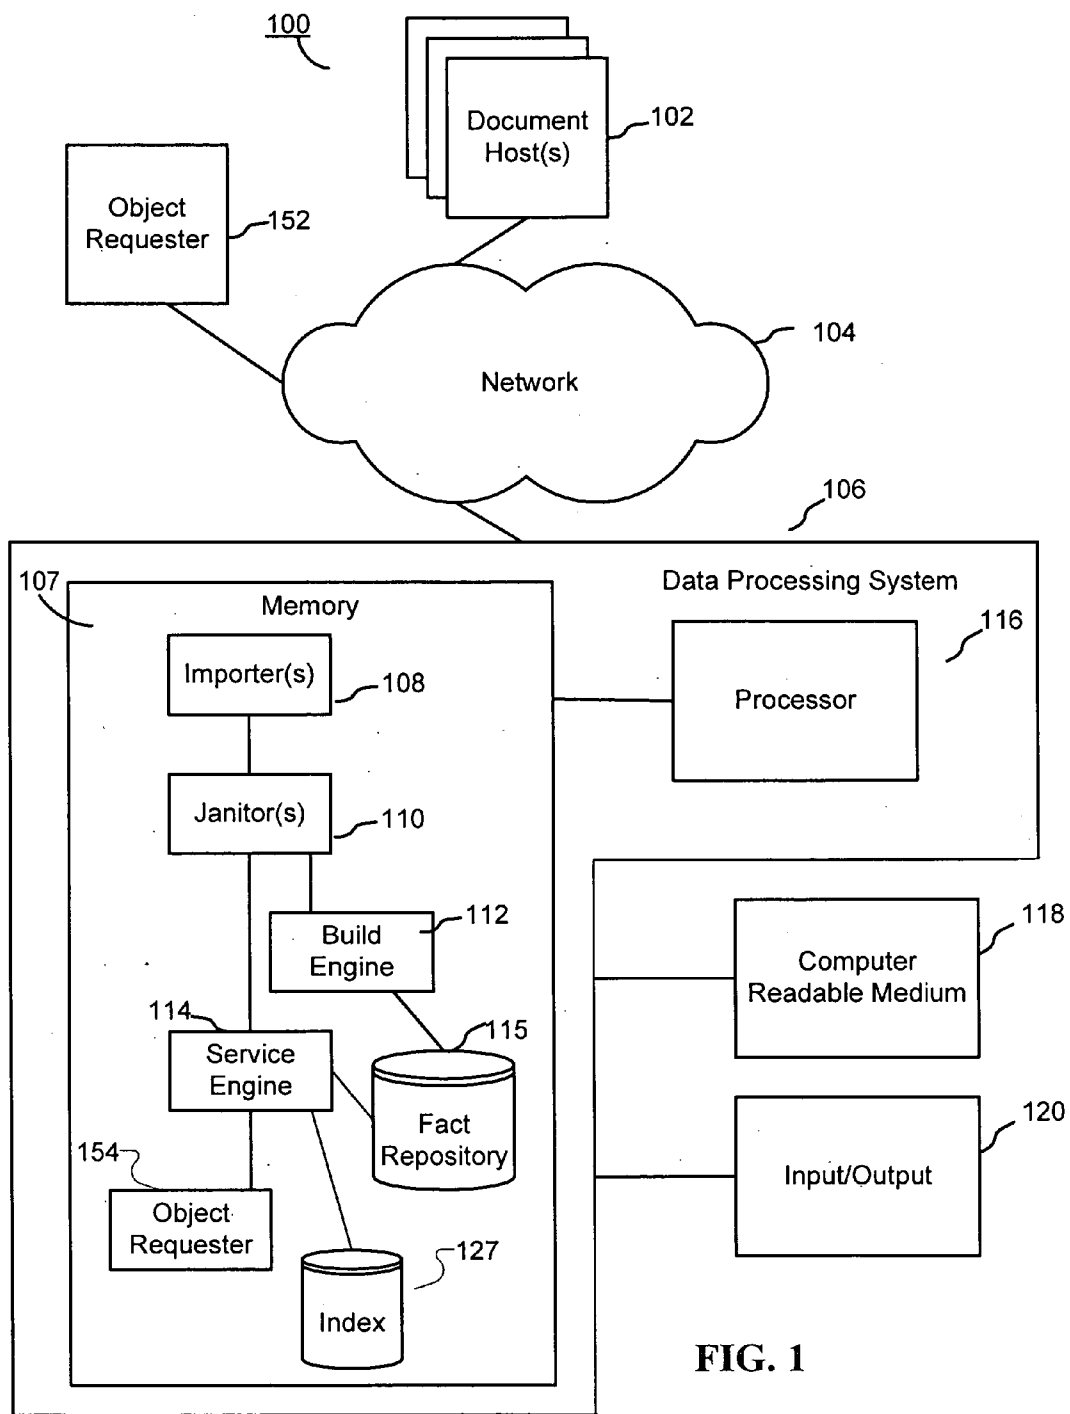 100
Document
Host(s)
102
Object
Requester
152
Network
104
106
Data Processing System
107
Memory
Importer(s)
108
Processor
116
Janitor(s)
110
Build
Engine
112
114
Service
Engine
115
Fact
Repository
154
Object
Requester
Index
127
Computer
Readable Medium
118
Input/Output
120
FIG. 1